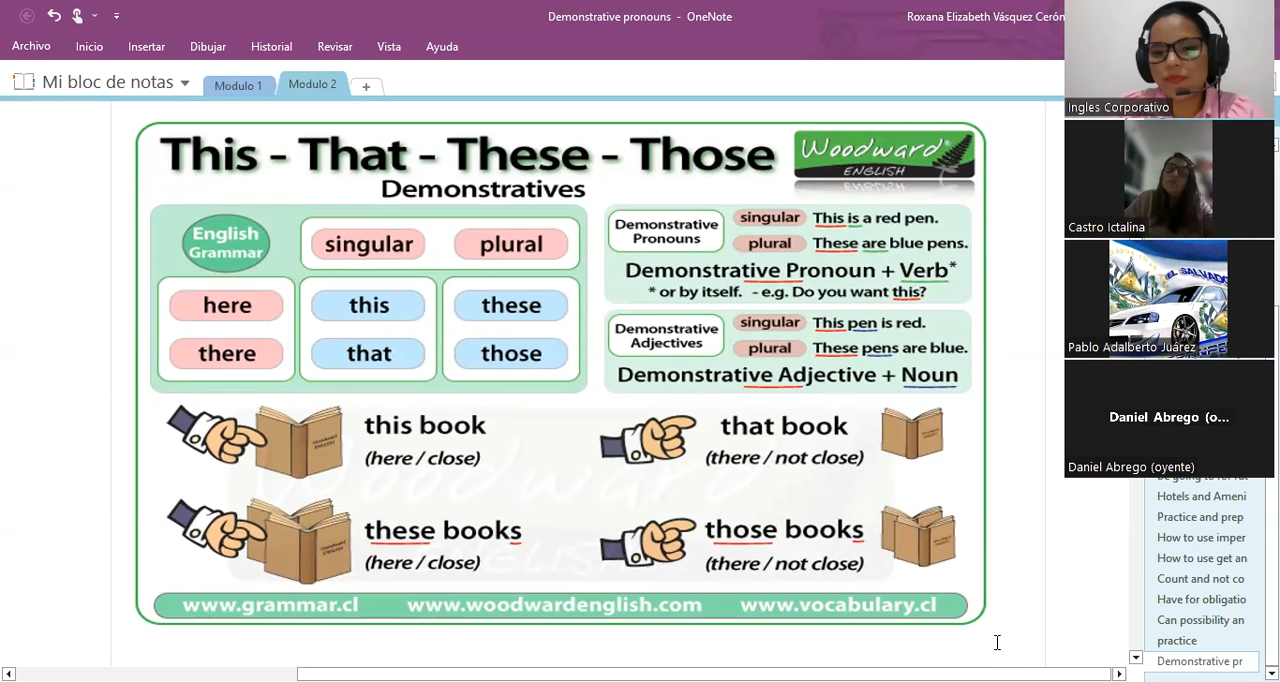 Demonstrative pronouns - OneNote
Roxana Elizabeth Vásquez Cerón
Archivo Inicio Insertar Dibujar Historial Revisar Vista Ayuda
Mi bloc de notas Modulo 1 Modulo 2 +
This - That - These - Those
Demonstratives
Woodward
ENGLISH
English
Grammar
singular plural
here this these
there that those
Demonstrative
Pronouns
singular This is a red pen.
plural These are blue pens.
Demonstrative Pronoun + Verb*
* or by itself. - e.g. Do you want this?
Demonstrative
Adjectives
singular This pen is red.
plural These pens are blue.
Demonstrative Adjective + Noun
this book
(here / close)
that book
(there / not close)
these books
(here / close)
those books
(there / not close)
www.grammar.cl www.woodwardenglish.com www.vocabulary.cl
Ingles Corporativo
Castro Ictalina
EL SALVADOR
Pablo Adalberto Juárez
Daniel Abrego (o...
Daniel Abrego (oyente)
Hotels and Ameni
Practice and prep
How to use imper
How to use get an
Count and not co
Have for obligatio
Can possibility an
practice
Demonstrative pr